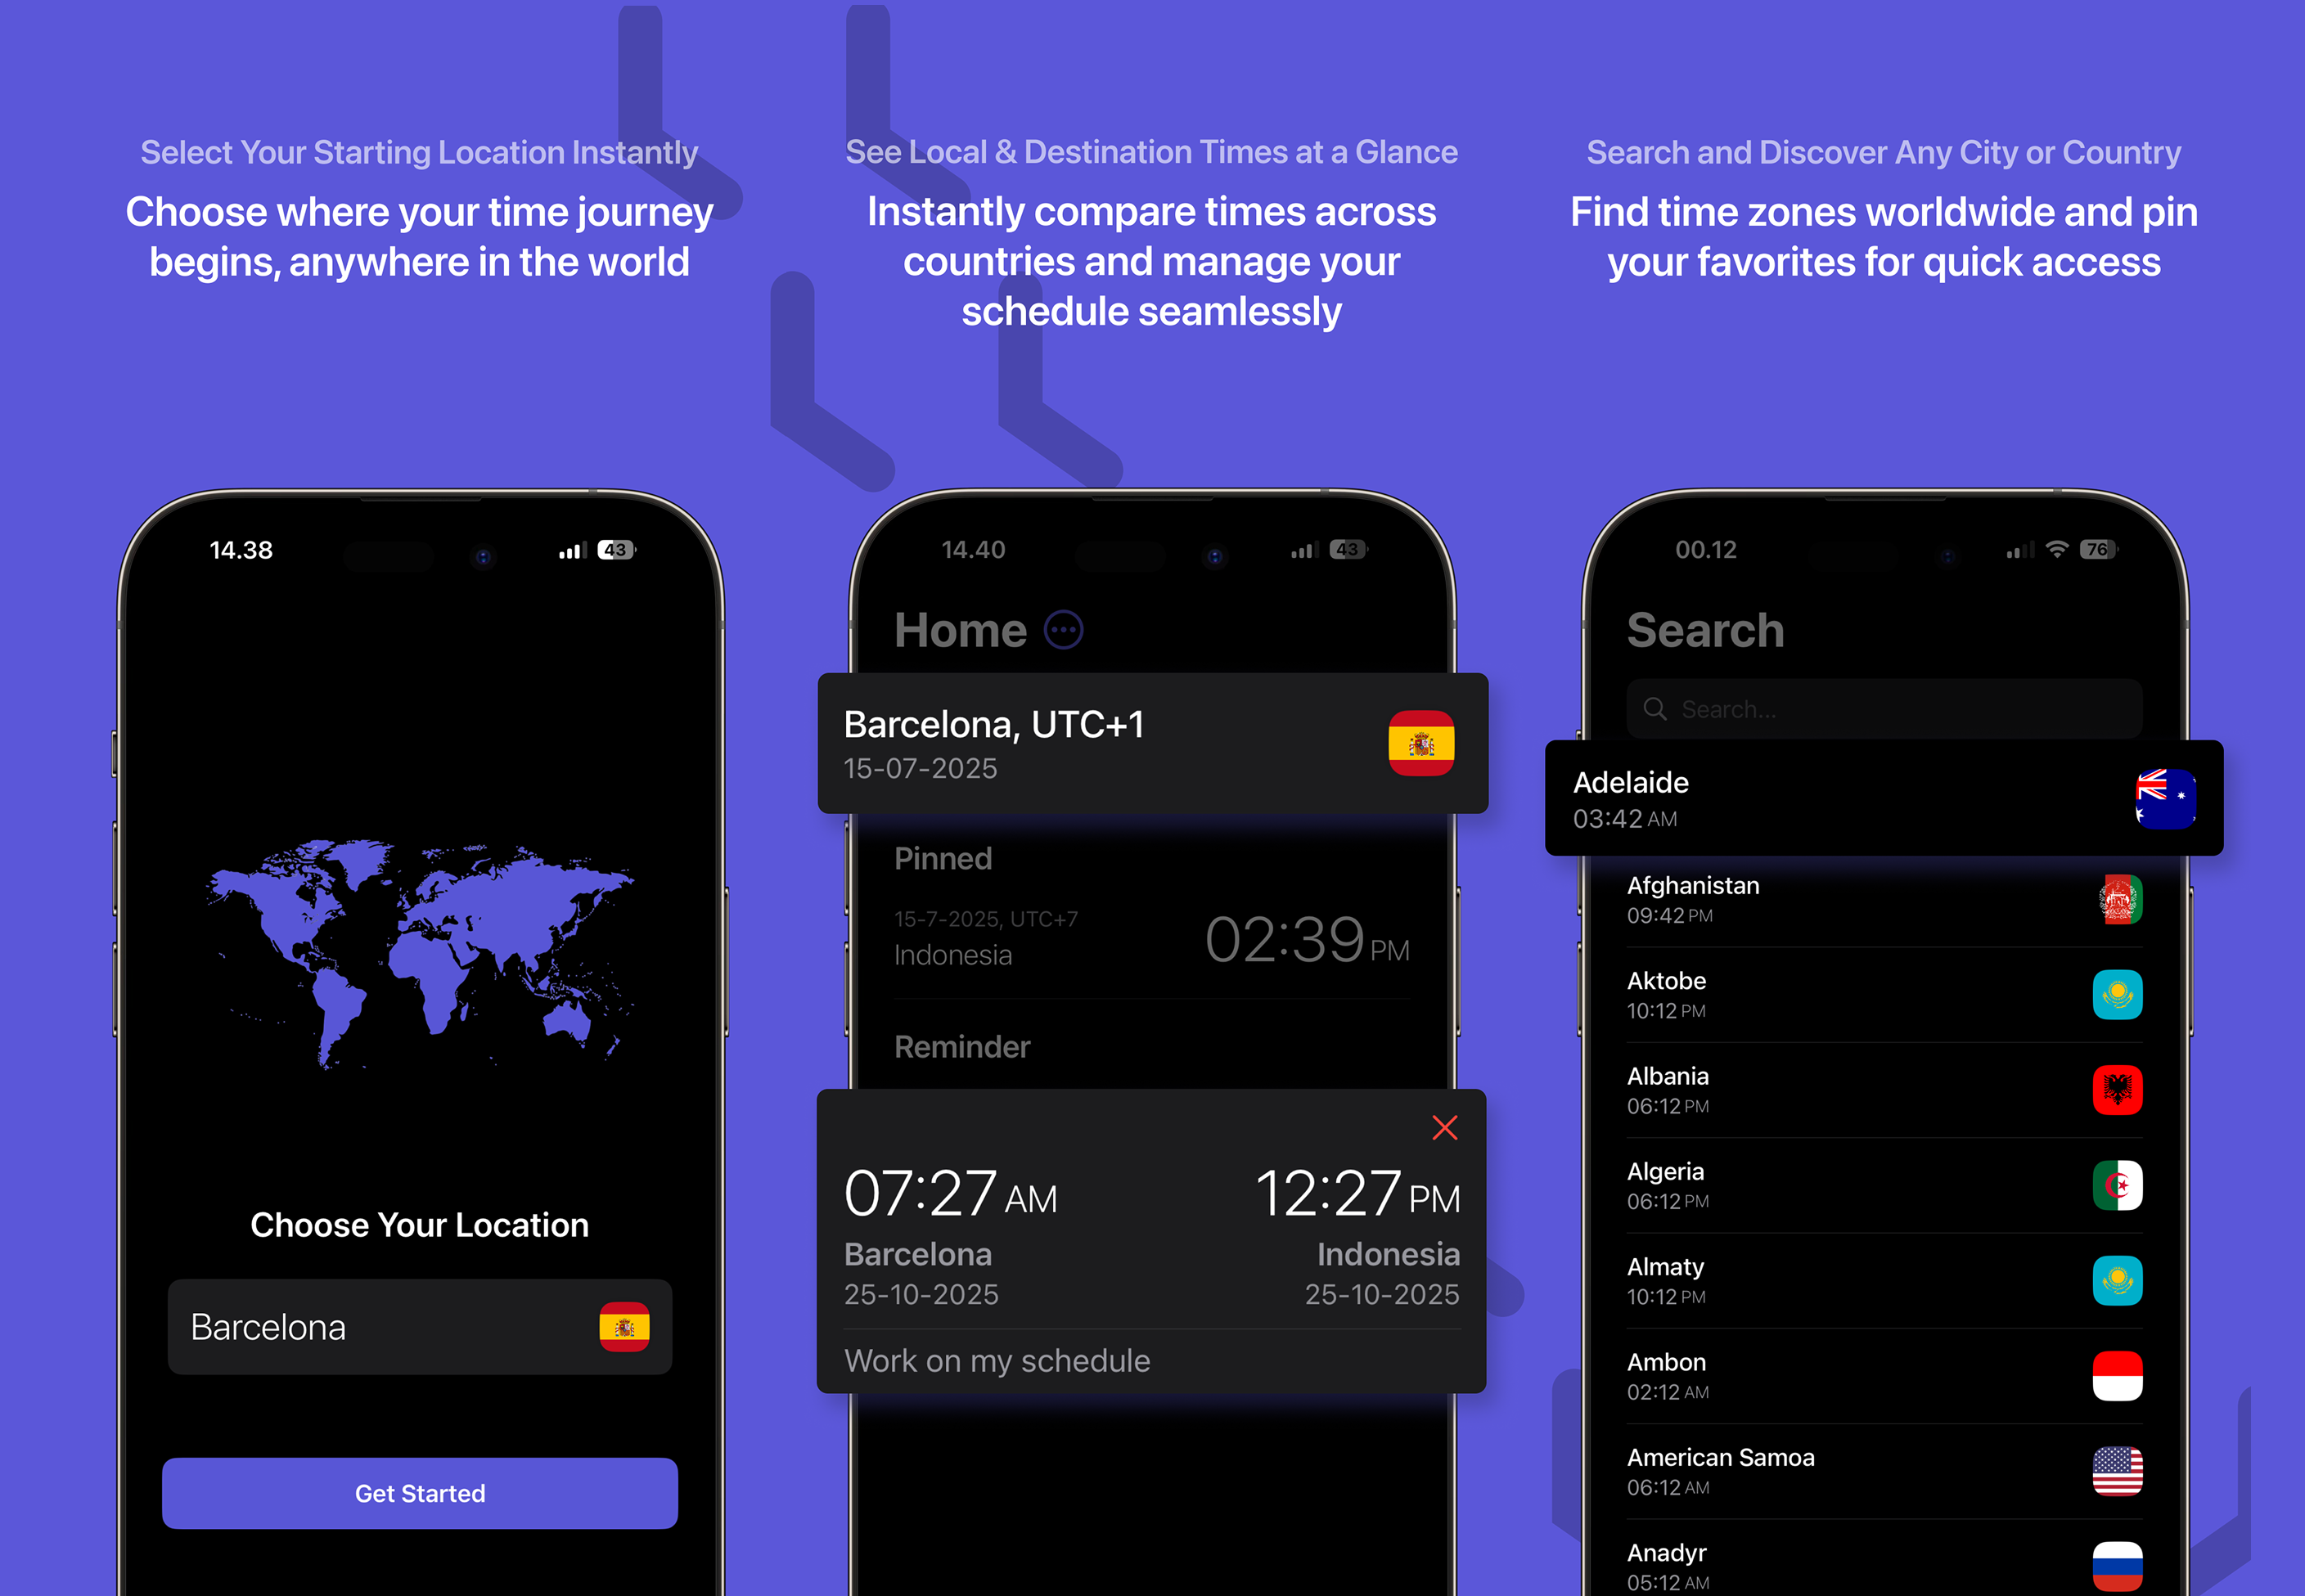 Select Your Starting Location Instantly
Choose where your time journey
begins, anywhere in the world
14.38
43
Choose Your Location
Barcelona
Get Started
See Local & Destination Times at a Glance
Instantly compare times across
countries and manage your
schedule seamlessly
14.40
43
Home
Barcelona, UTC+1
15-07-2025
Pinned
15-7-2025, UTC+7
Indonesia
02:39 PM
Reminder
07:27 AM
12:27 PM
Barcelona
Indonesia
25-10-2025
25-10-2025
Work on my schedule
Search and Discover Any City or Country
Find time zones worldwide and pin
your favorites for quick access
00.12
76
Search
Search...
Adelaide
03:42 AM
Afghanistan
09:42 PM
Aktobe
10:12 PM
Albania
06:12 PM
Algeria
06:12 PM
Almaty
10:12 PM
Ambon
02:12 AM
American Samoa
06:12 AM
Anadyr
05:12 AM